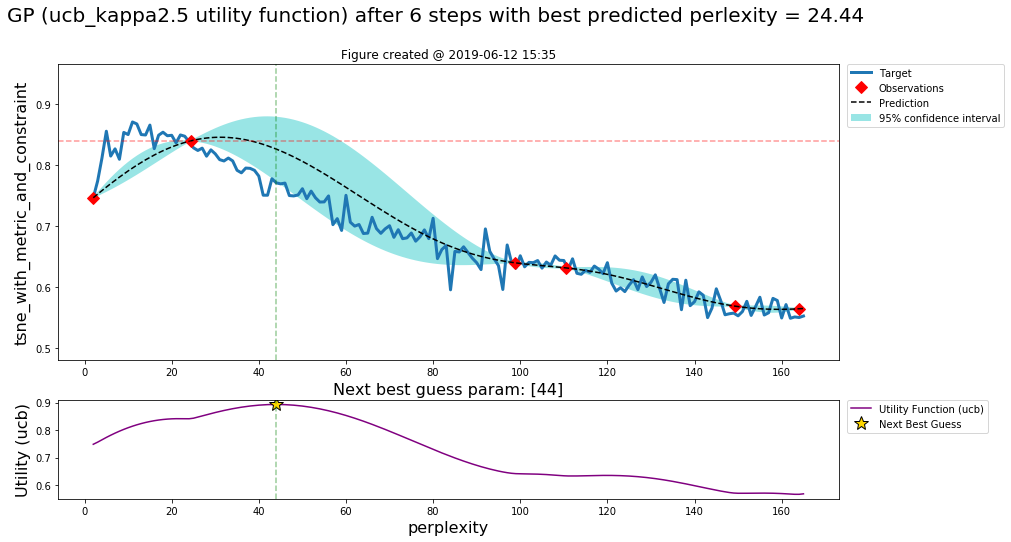 GP (ucb_kappa2.5 utility function) after 6 steps with best predicted perlexity = 24.44
Figure created @ 2019-06-12 15:35
tsne_with_metric_and_constraint
0.9
0.8
0.7
0.6
0.5
0 20 40 60 80 100 120 140 160
Target
Observations
Prediction
95% confidence interval
Next best guess param: [44]
Utility (ucb)
0.9
0.8
0.7
0.6
0 20 40 60 80 100 120 140 160
perplexity
Utility Function (ucb)
Next Best Guess